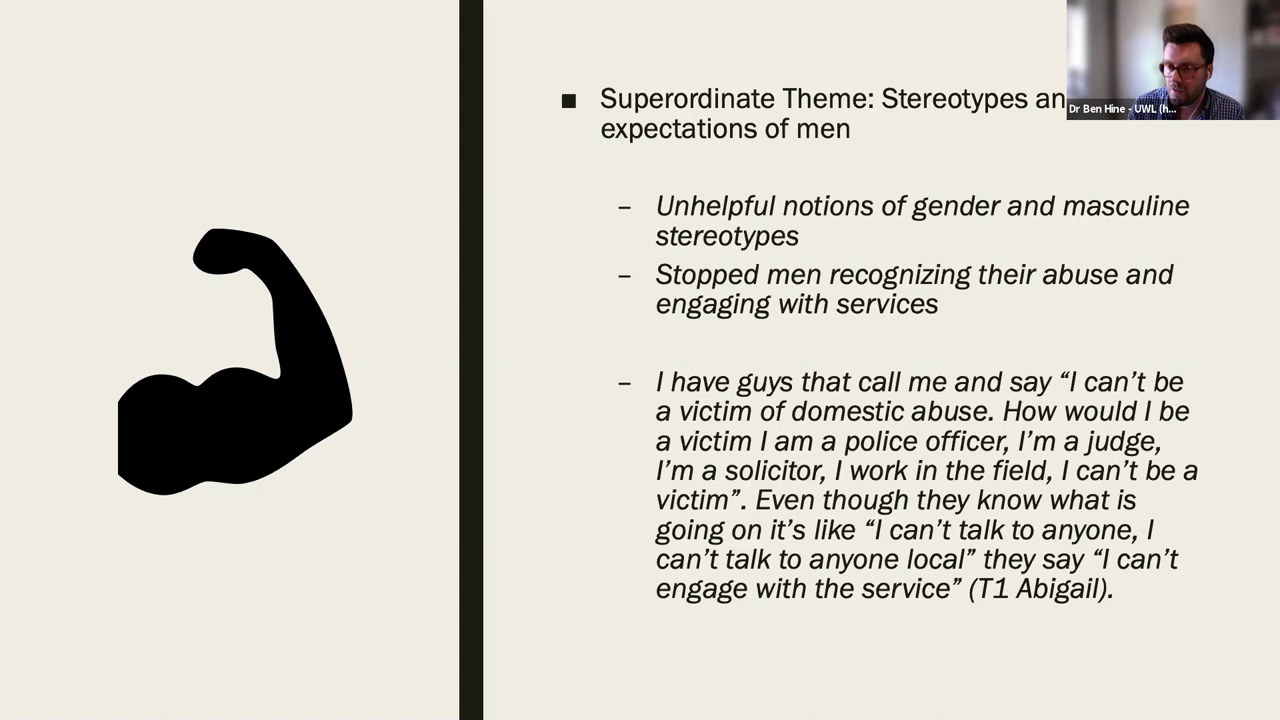 ■ Superordinate Theme: Stereotypes an
expectations of men
– Unhelpful notions of gender and masculine
stereotypes
– Stopped men recognizing their abuse and
engaging with services
– I have guys that call me and say “I can’t be
a victim of domestic abuse. How would I be
a victim I am a police officer, I’m a judge,
I’m a solicitor, I work in the field, I can’t be a
victim”. Even though they know what is
going on it’s like “I can’t talk to anyone, I
can’t talk to anyone local” they say “I can’t
engage with the service” (T1 Abigail).
Dr Ben Hine - UWL (h...